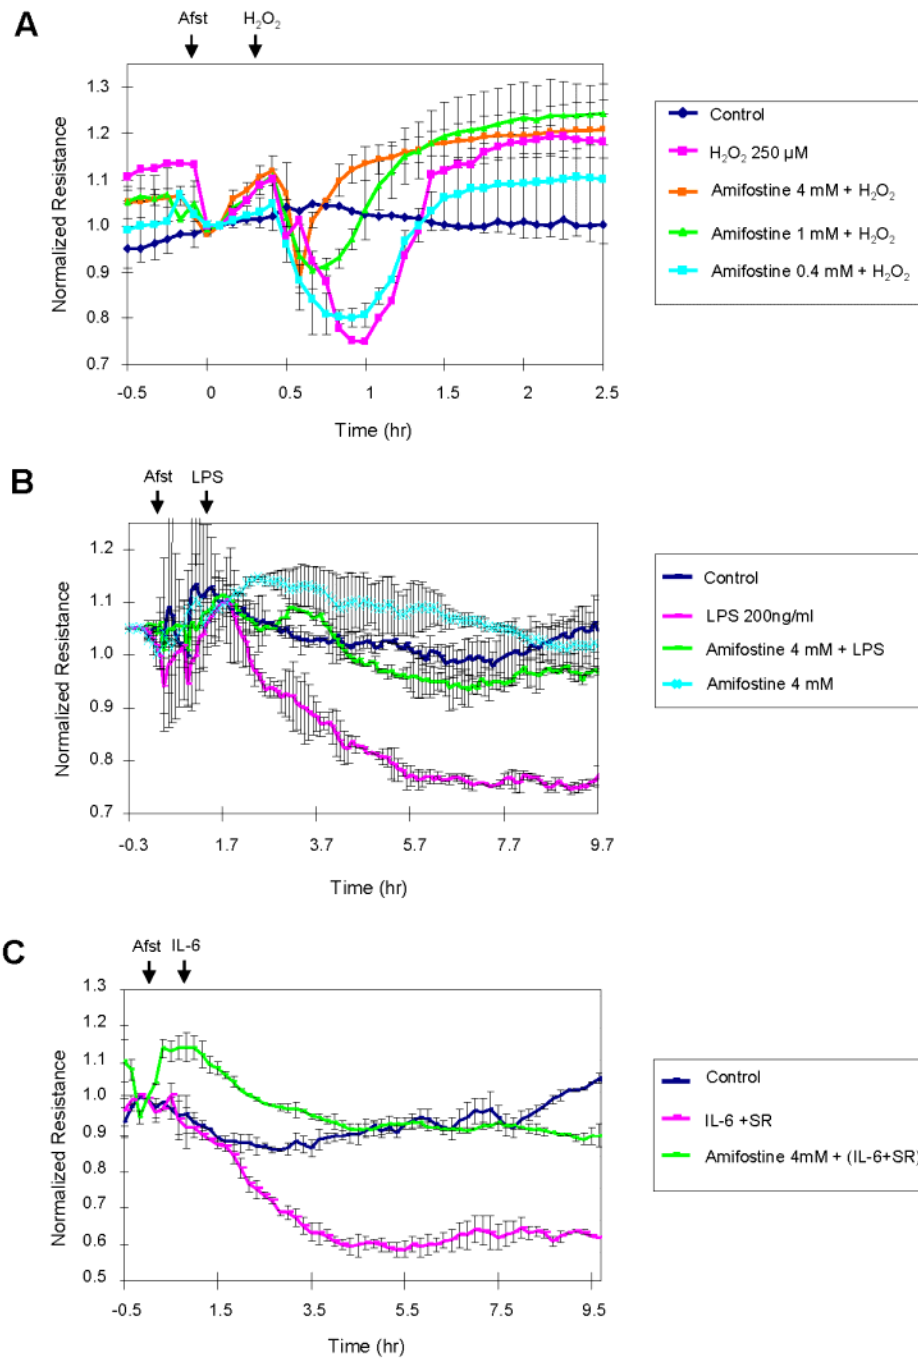 A
Afst H₂O₂
Normalized Resistance
1.3
1.2
1.1
1.0
0.9
0.8
0.7
-0.5 0 0.5 1 1.5 2 2.5
Time (hr)
Control
H₂O₂ 250 µM
Amifostine 4 mM + H₂O₂
Amifostine 1 mM + H₂O₂
Amifostine 0.4 mM + H₂O₂
B
Afst LPS
Normalized Resistance
1.2
1.1
1.0
0.9
0.8
0.7
-0.3 1.7 3.7 5.7 7.7 9.7
Time (hr)
Control
LPS 200ng/ml
Amifostine 4 mM + LPS
Amifostine 4 mM
C
Afst IL-6
Normalized Resistance
1.3
1.2
1.1
1.0
0.9
0.8
0.7
0.6
0.5
-0.5 1.5 3.5 5.5 7.5 9.5
Time (hr)
Control
IL-6 +SR
Amifostine 4mM + (IL-6+SR)